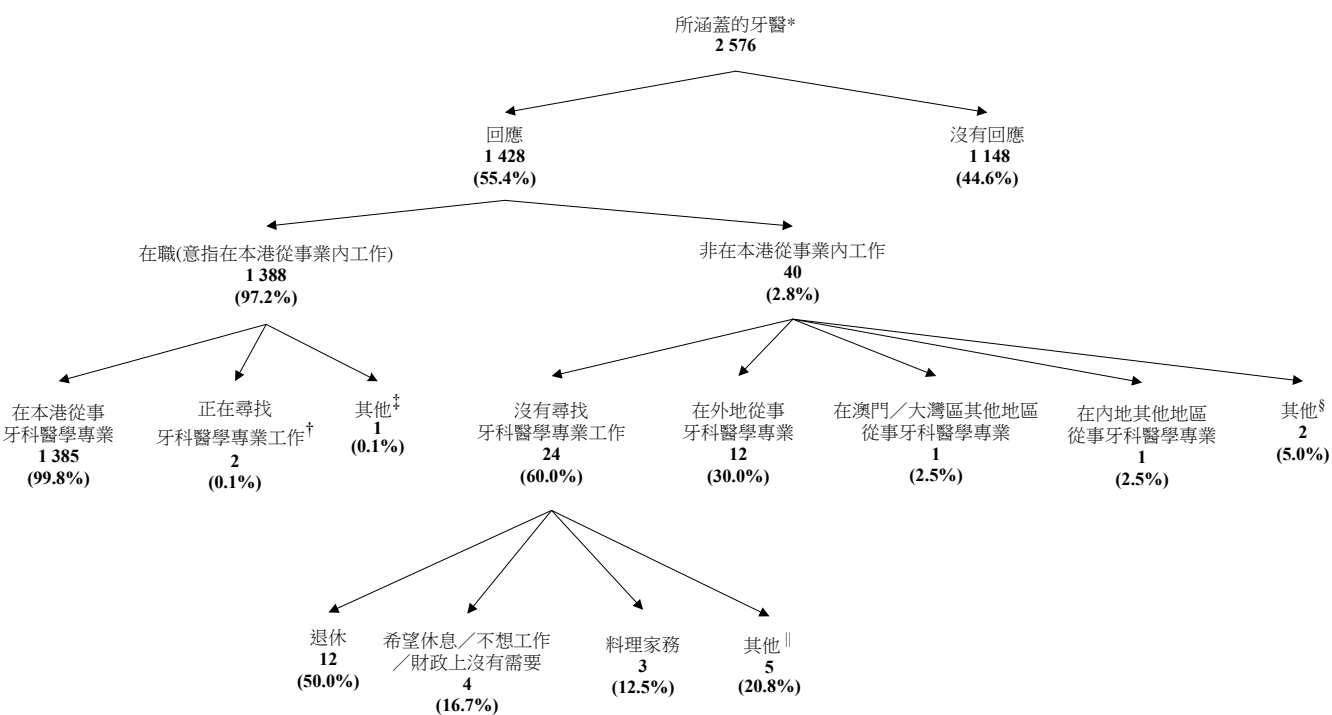 所涵蓋的牙醫*
2 576
回應
1 428
(55.4%)
沒有回應
1 148
(44.6%)
在職(意指在本港從事業內工作)
1 388
(97.2%)
非在本港從事業內工作
40
(2.8%)
在本港從事
牙科醫學專業
1 385
(99.8%)
正在尋找
牙科醫學專業工作†
2
(0.1%)
其他‡
1
(0.1%)
沒有尋找
牙科醫學專業工作
24
(60.0%)
在外地從事
牙科醫學專業
12
(30.0%)
在澳門／大灣區其他地區
從事牙科醫學專業
1
(2.5%)
在內地其他地區
從事牙科醫學專業
1
(2.5%)
其他§
2
(5.0%)
退休
12
(50.0%)
希望休息／不想工作
／財政上沒有需要
4
(16.7%)
料理家務
3
(12.5%)
其他‖
5
(20.8%)